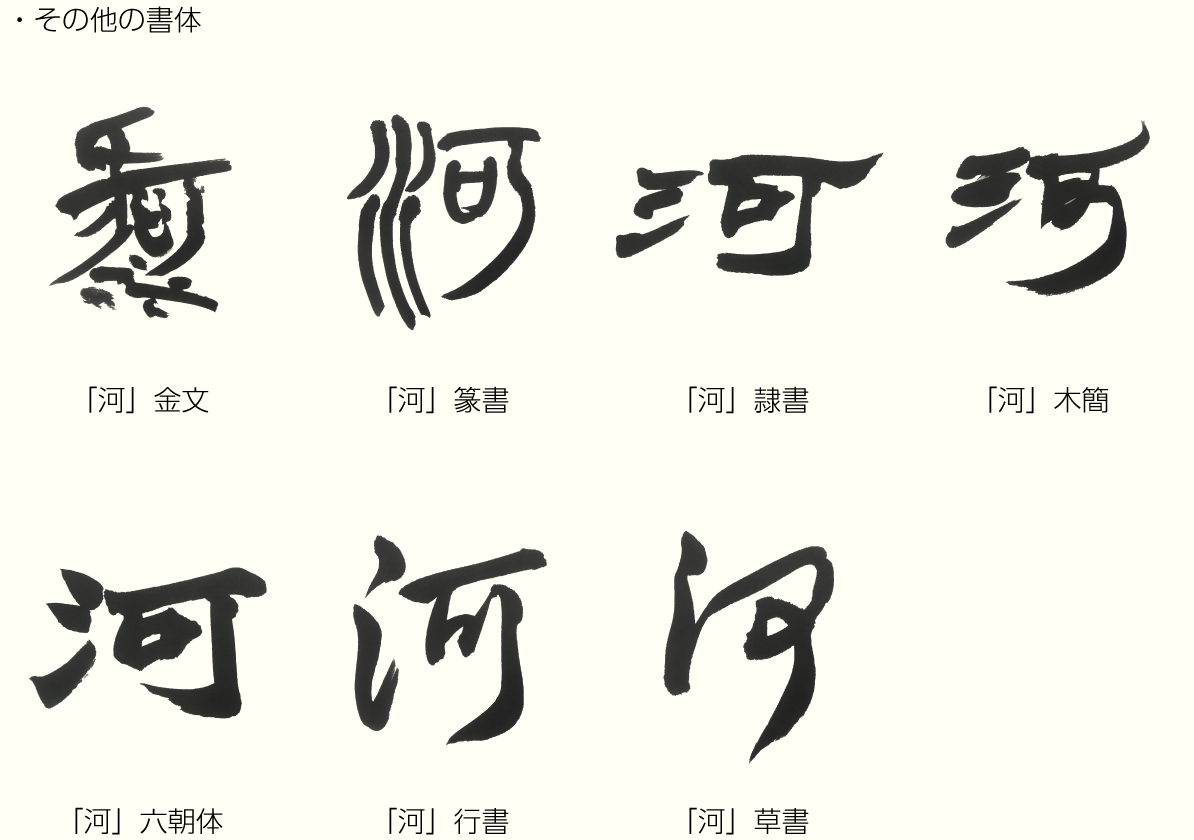 ・その他の書体
河 河 河 河
「河」金文 「河」篆書 「河」隷書 「河」木簡
河 河 河
「河」六朝体 「河」行書 「河」草書